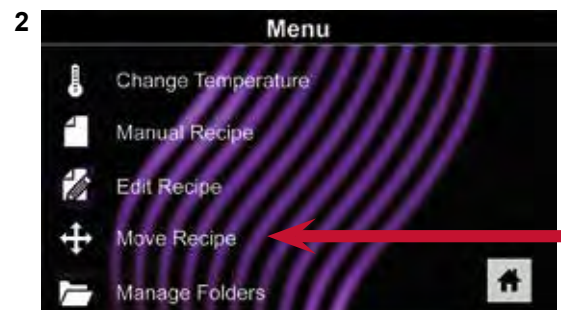 2
Menu
Change Temperature
Manual Recipe
Edit Recipe
Move Recipe
Manage Folders